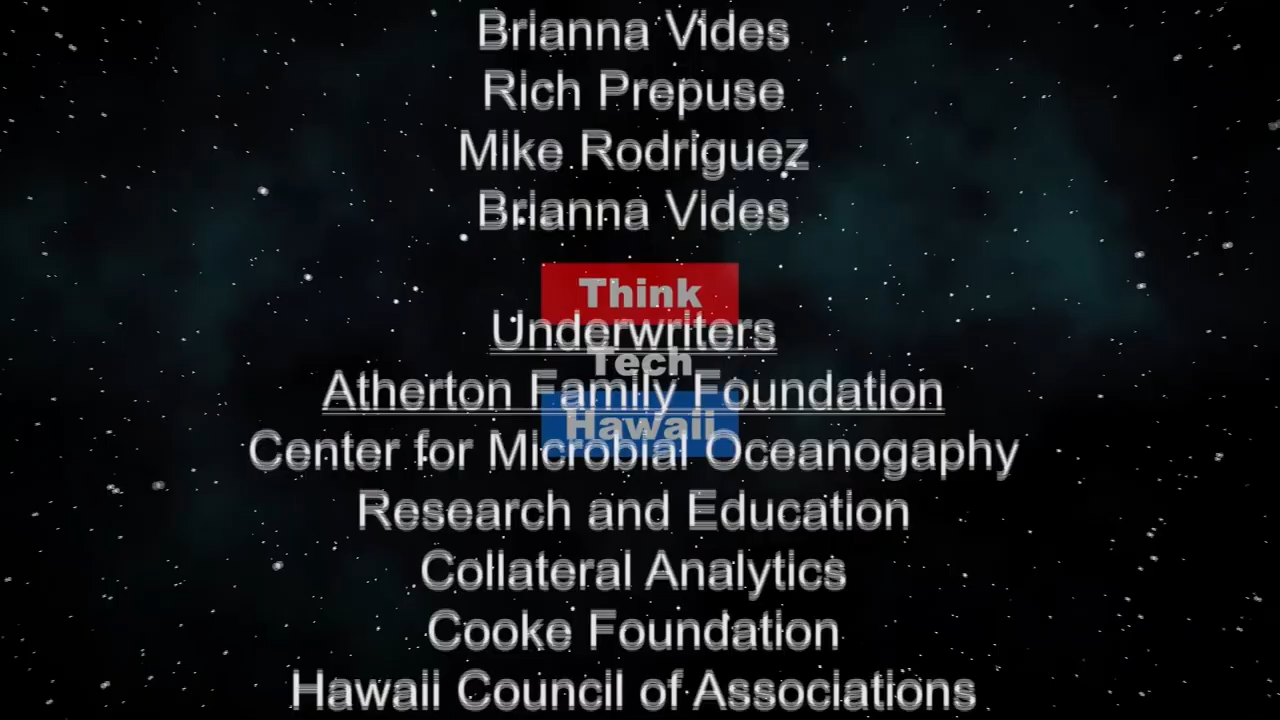 Brianna Vides
Rich Prepuse
Mike Rodriguez
Brianna Vides
Think
Underwriters
Tech
Atherton Family Foundation
Hawaii
Center for Microbial Oceanogaphy
Research and Education
Collateral Analytics
Cooke Foundation
Hawaii Council of Associations